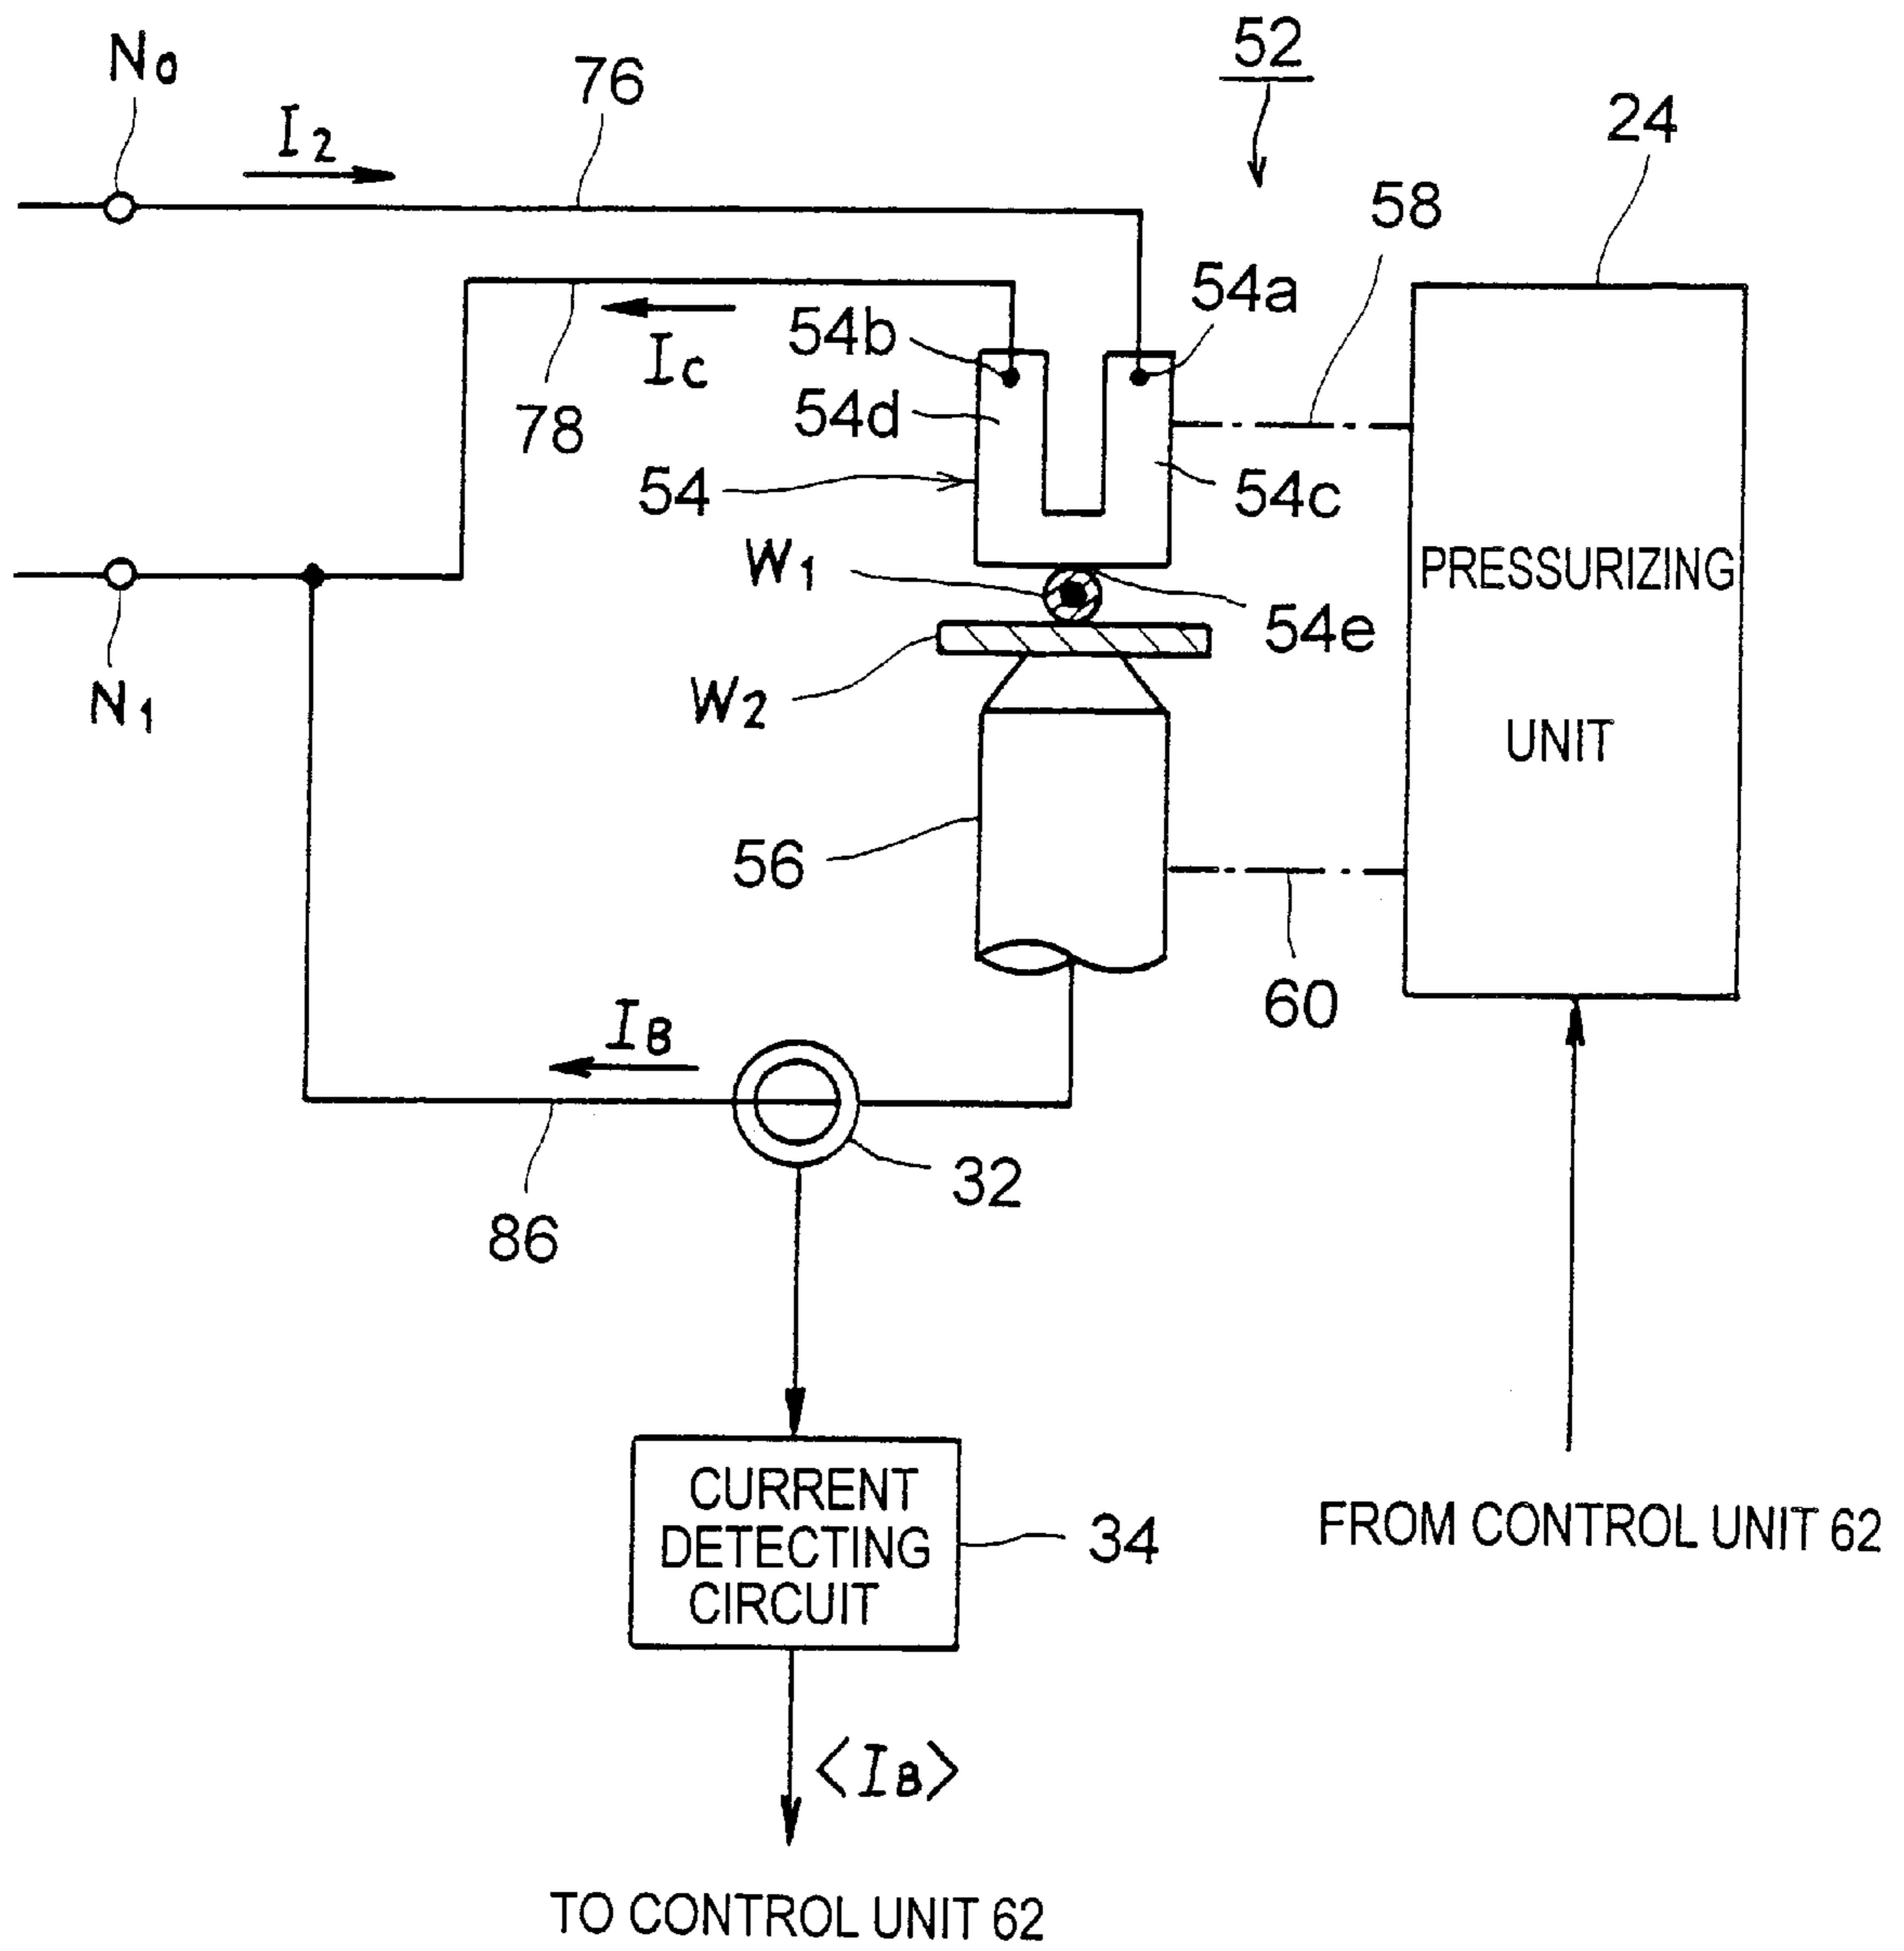 52
N0
76
I2
24
58
54a
54b
IC
54d
78
54
54c
W1
PRESSURIZING
54e
N1
W2
UNIT
56
60
IB
32
86
CURRENT
DETECTING
CIRCUIT
34
FROM CONTROL UNIT 62
<IB>
TO CONTROL UNIT 62